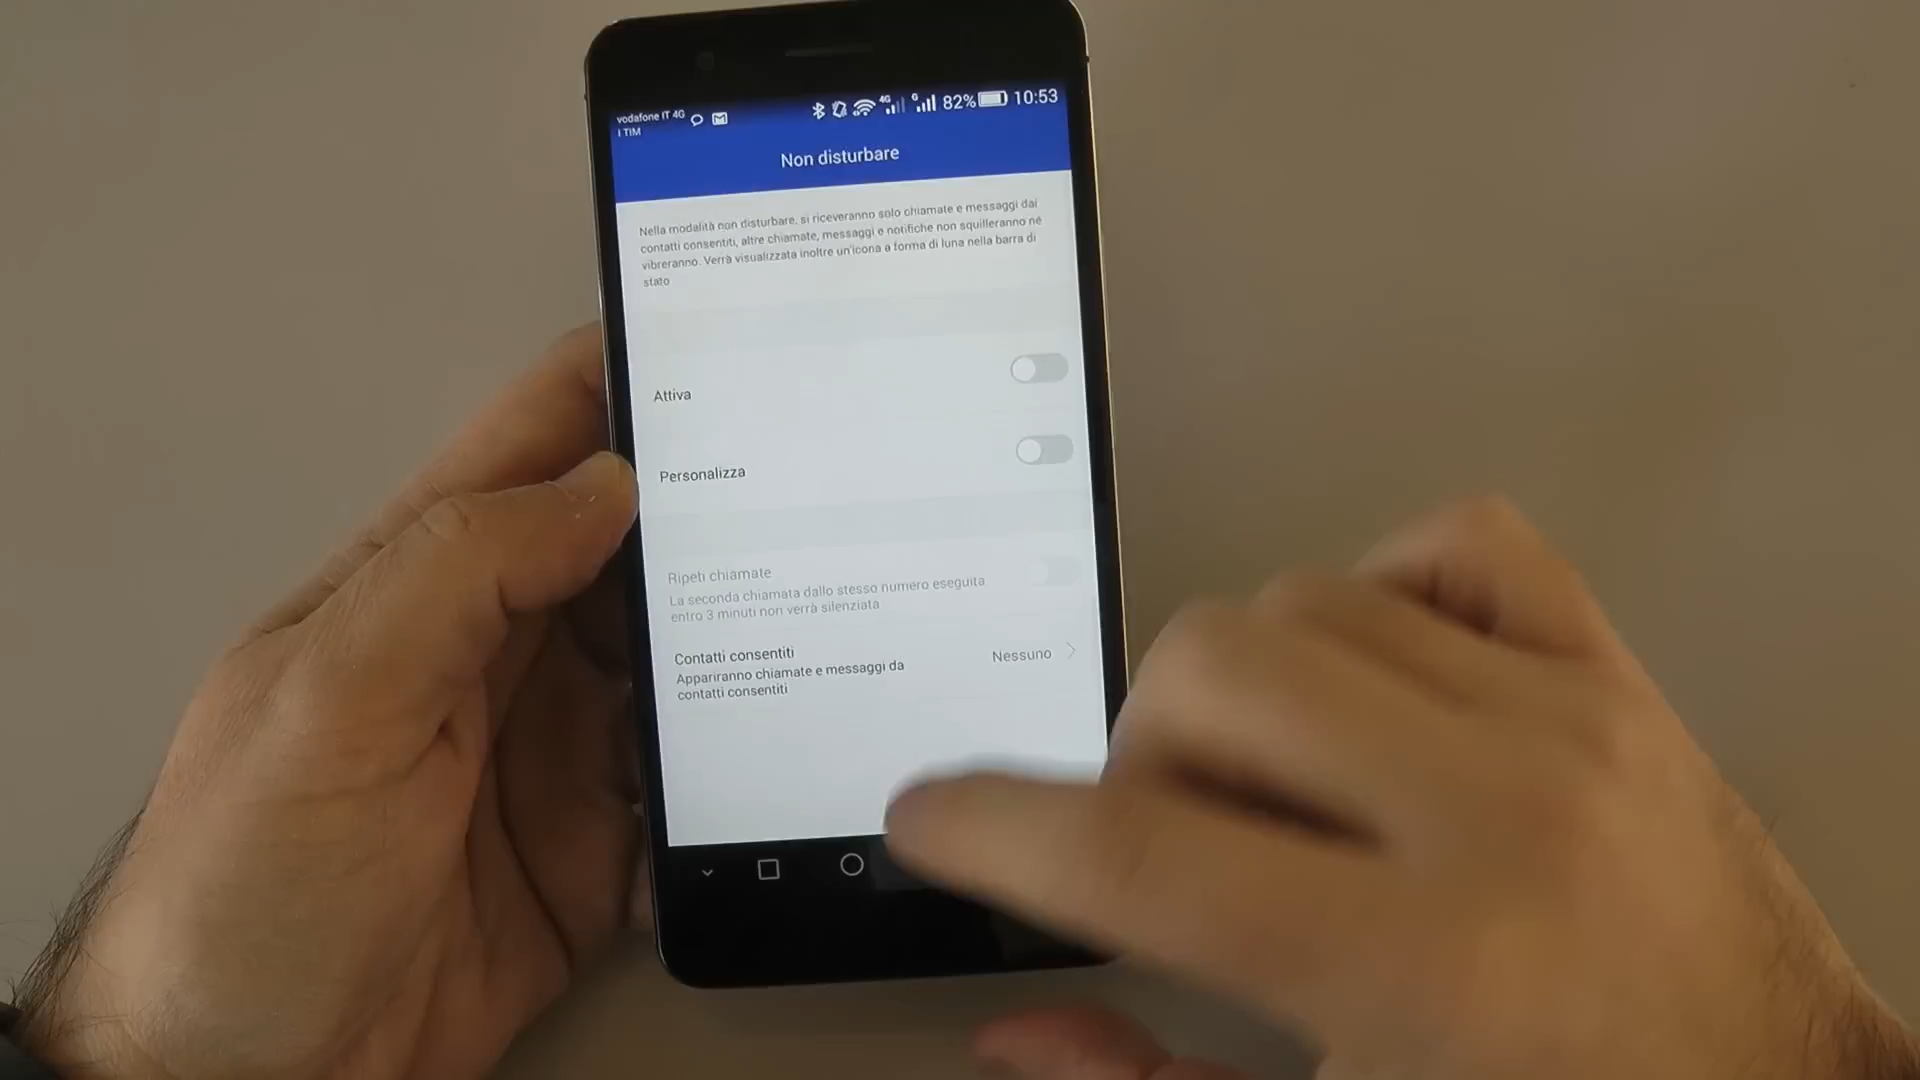 vodafone IT 4G
I TIM
4G
G
82%
10:53
Non disturbare
Nella modalità non disturbare, si riceveranno solo chiamate e messaggi dai
contatti consentiti, altre chiamate, messaggi e notifiche non squilleranno né
vibreranno. Verrà visualizzata inoltre un'icona a forma di luna nella barra di
stato
Attiva
Personalizza
Ripeti chiamate
La seconda chiamata dallo stesso numero eseguita
entro 3 minuti non verrà silenziata
Contatti consentiti
Nessuno
Appariranno chiamate e messaggi da
contatti consentiti